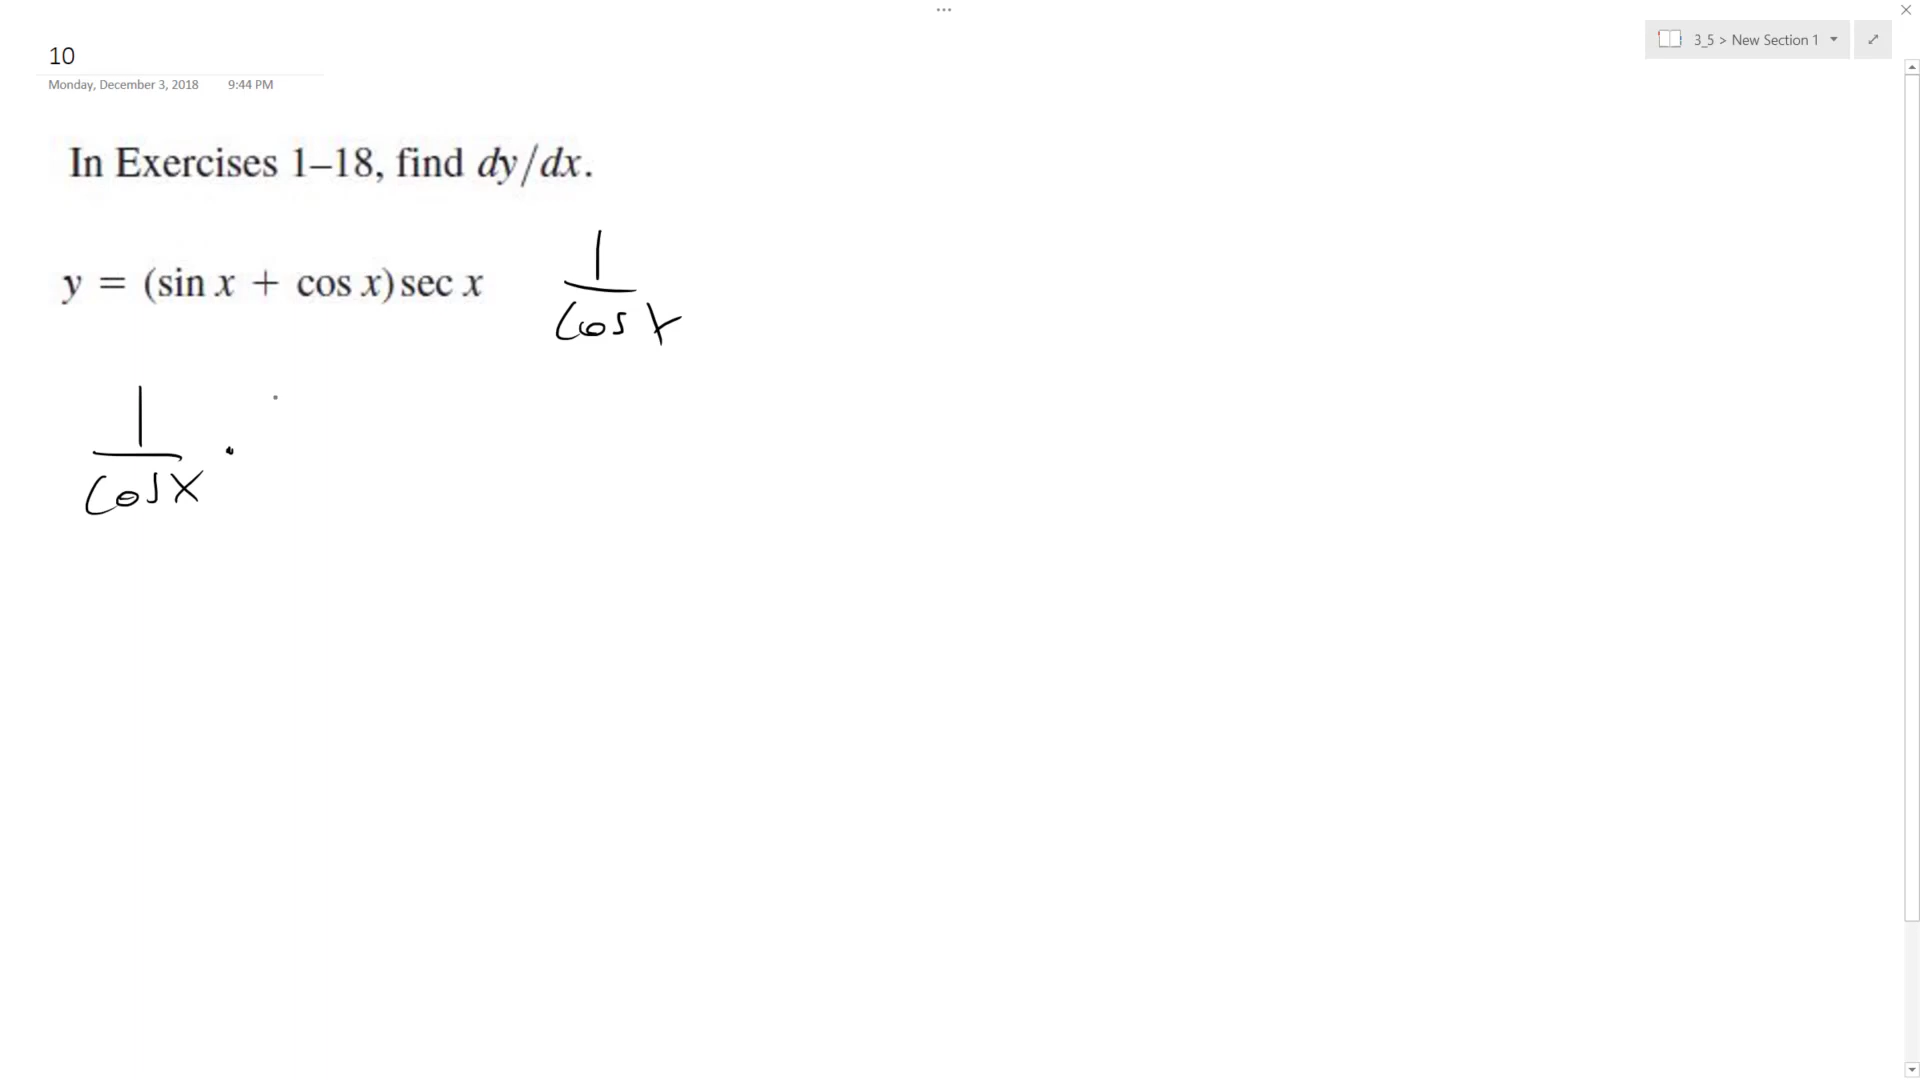 10
3_5 > New Section 1
Monday, December 3, 2018 9:44 PM
In Exercises 1–18, find dy/dx.
y = (sin x + cos x) sec x
1
cos x
1
cos x ·